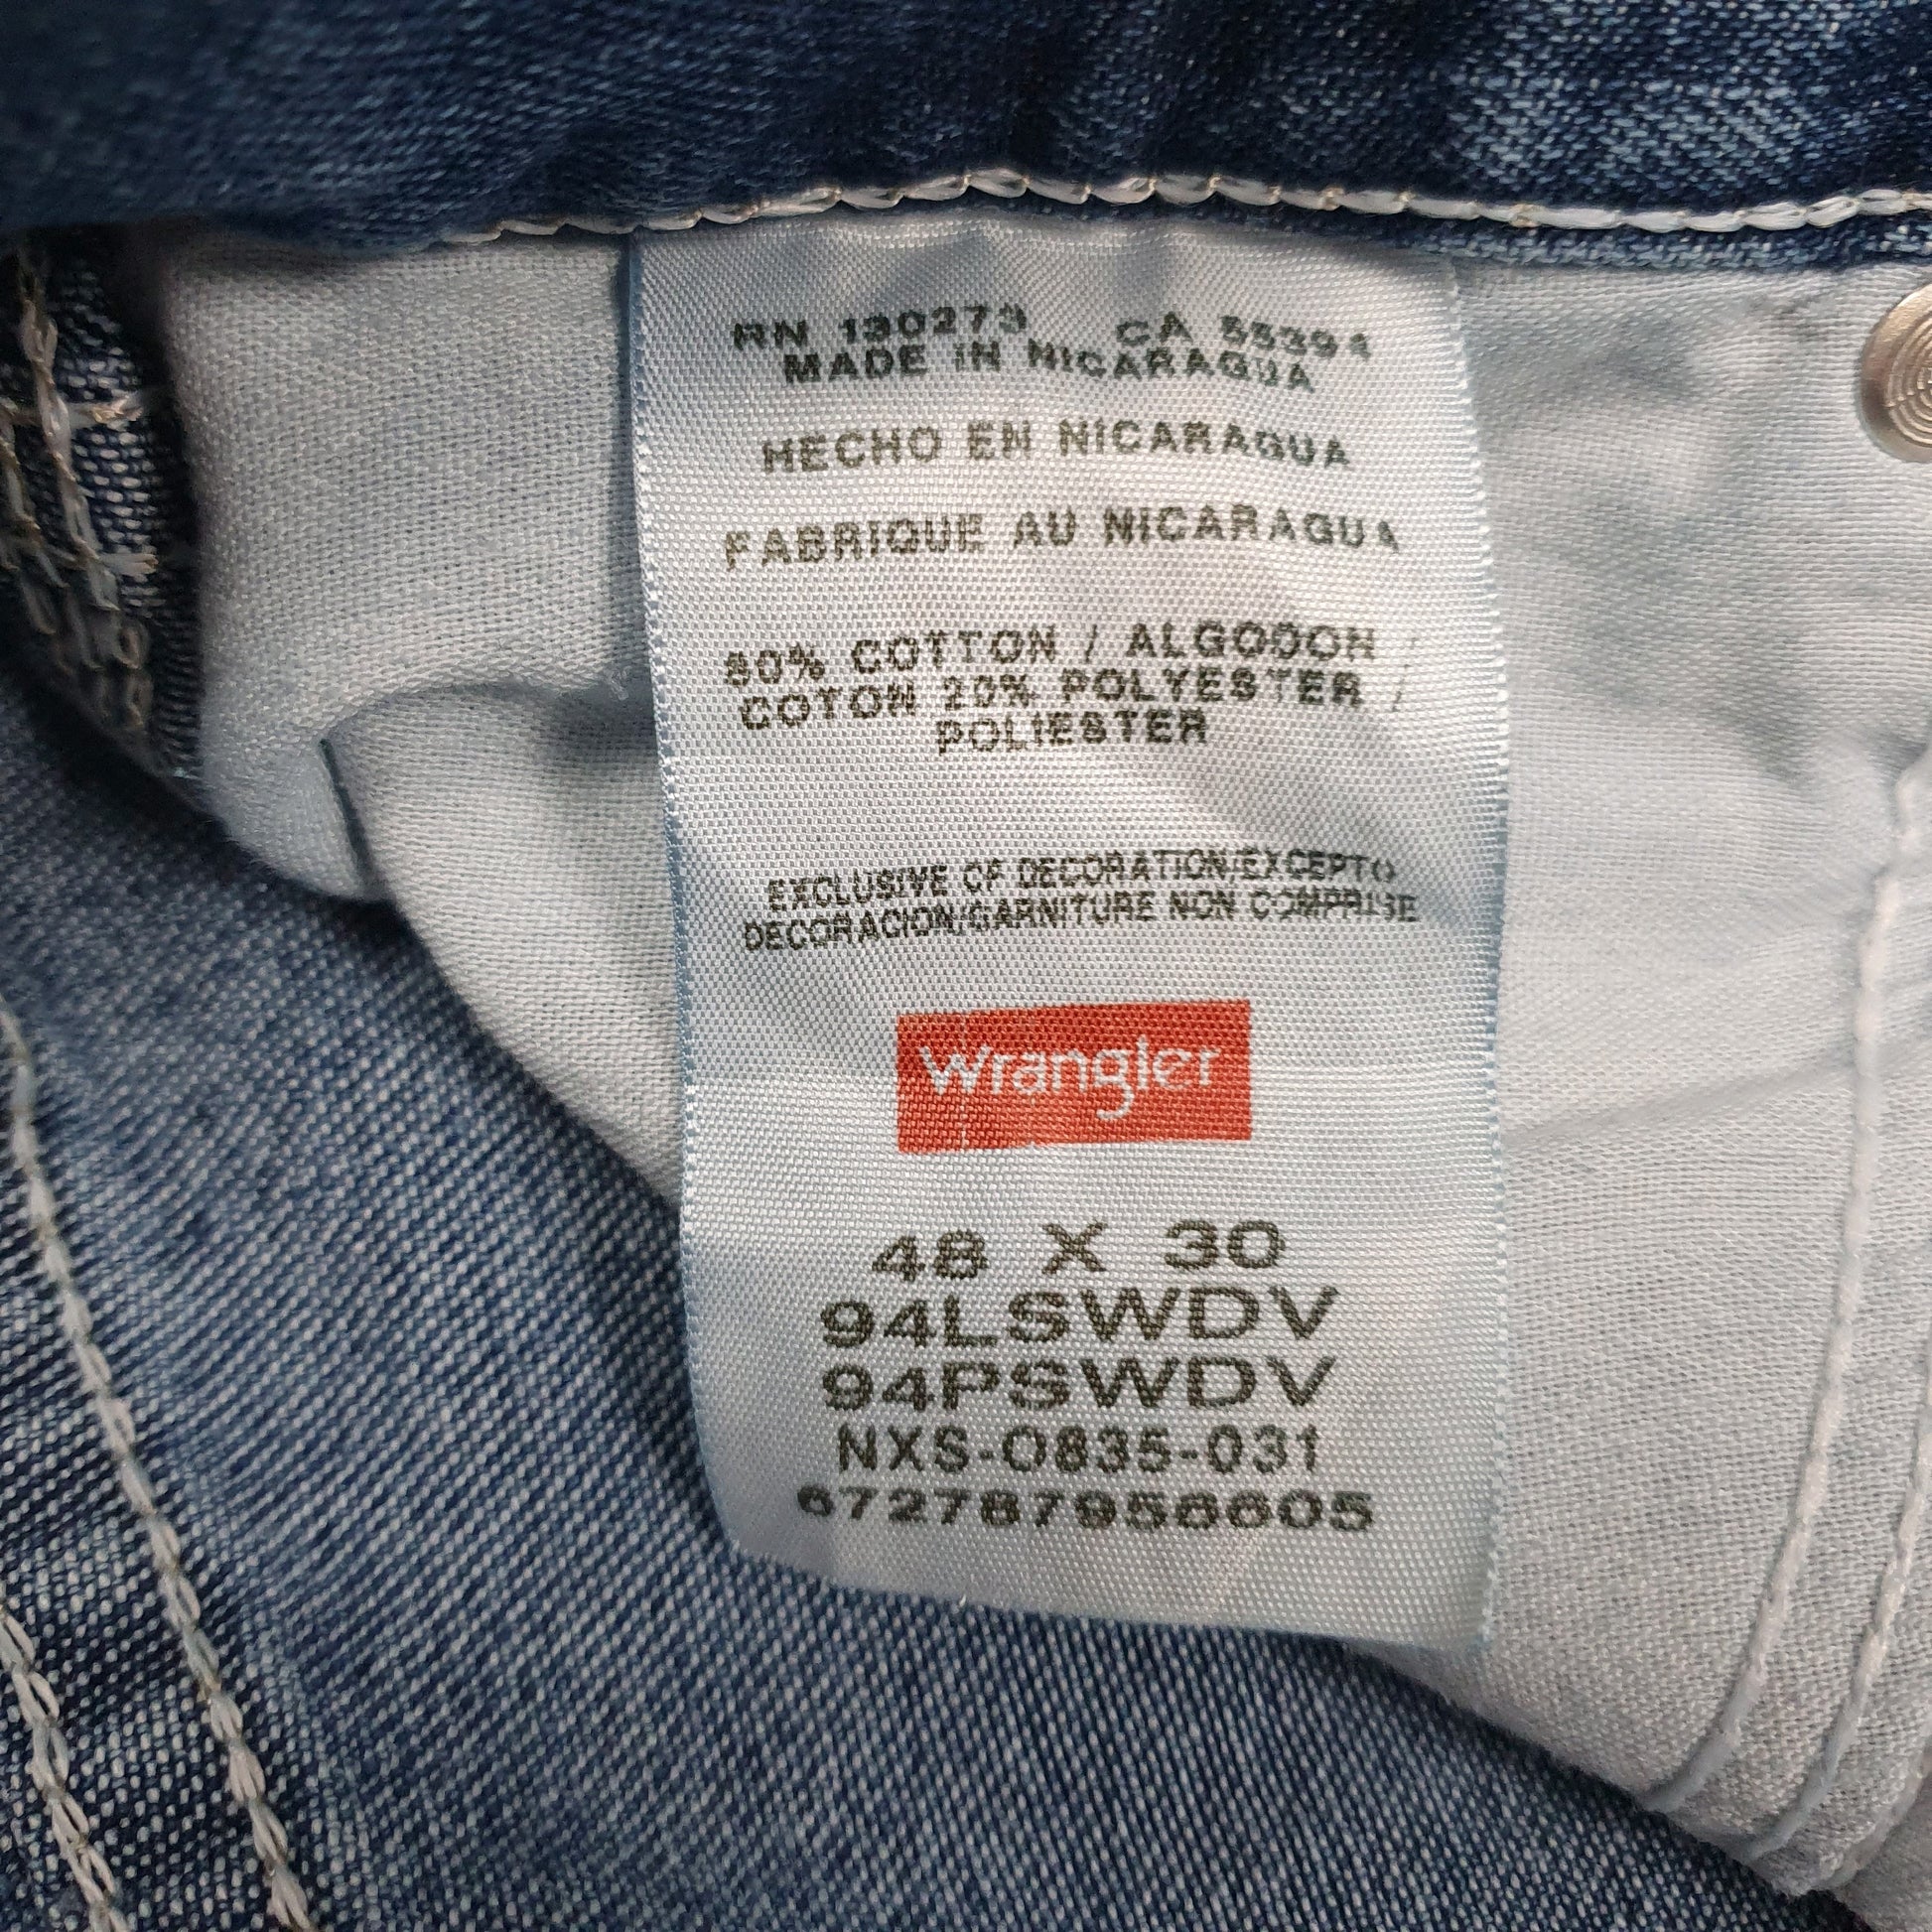 RN 130273 CA 55394
MADE IN NICARAGUA
HECHO EN NICARAGUA
FABRIQUE AU NICARAGUA
80% COTTON / ALGODON /
COTON 20% POLYESTER /
POLIESTER
EXCLUSIVE OF DECORATION/EXCEPTO
DECORACION/GARNITURE NON COMPRISE
Wrangler
48 X 30
94LSWDV
94PSWDV
NXS-0835-031